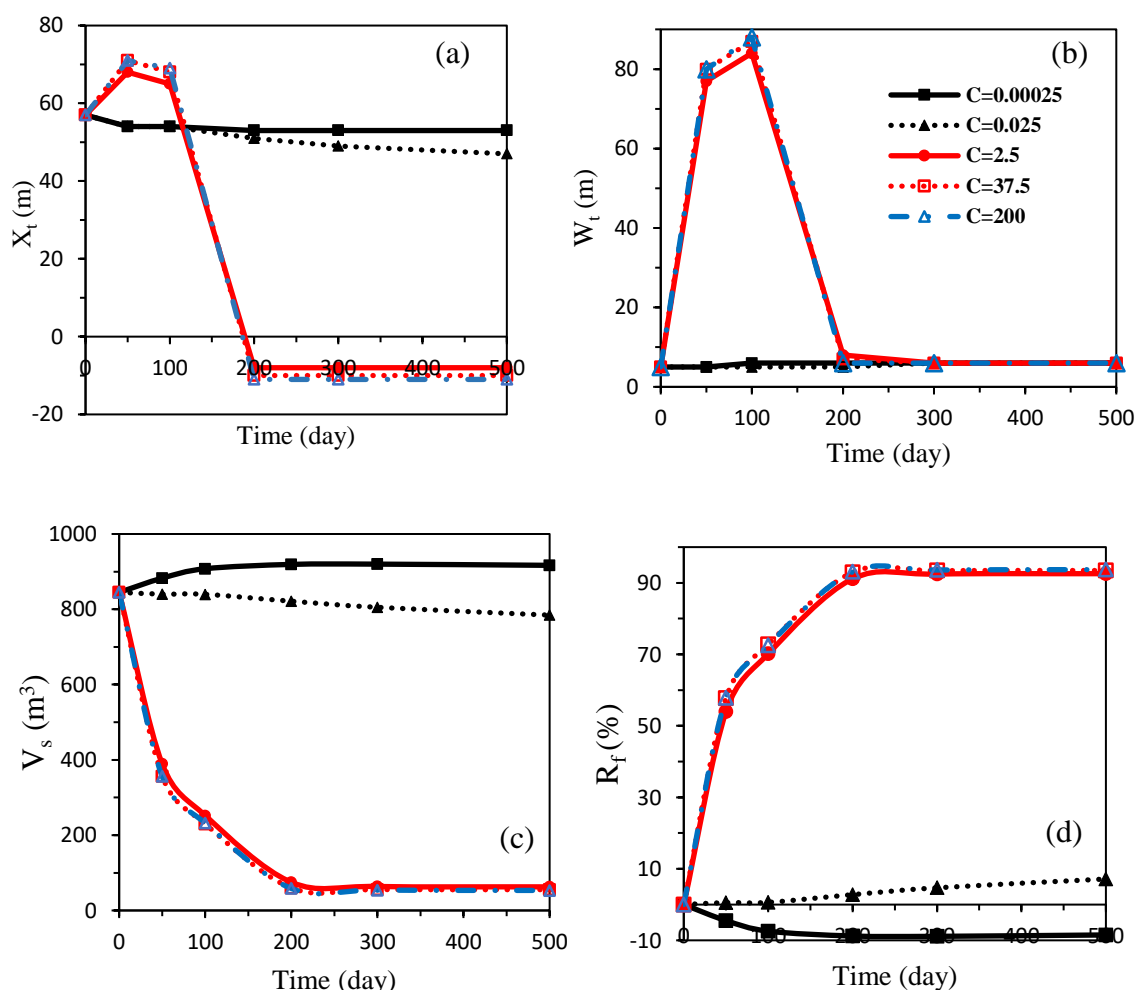 (a)
X_t (m)
80
60
40
20
0
-20
0 100 200 300 400 500
Time (day)
(b)
W_t (m)
80
60
40
20
0
C=0.00025
C=0.025
C=2.5
C=37.5
C=200
0 100 200 300 400 500
Time (day)
(c)
V_s (m³)
1000
800
600
400
200
0
0 100 200 300 400 500
Time (day)
(d)
R_f (%)
90
70
50
30
10
-10
0 100 200 300 400 500
Time (day)